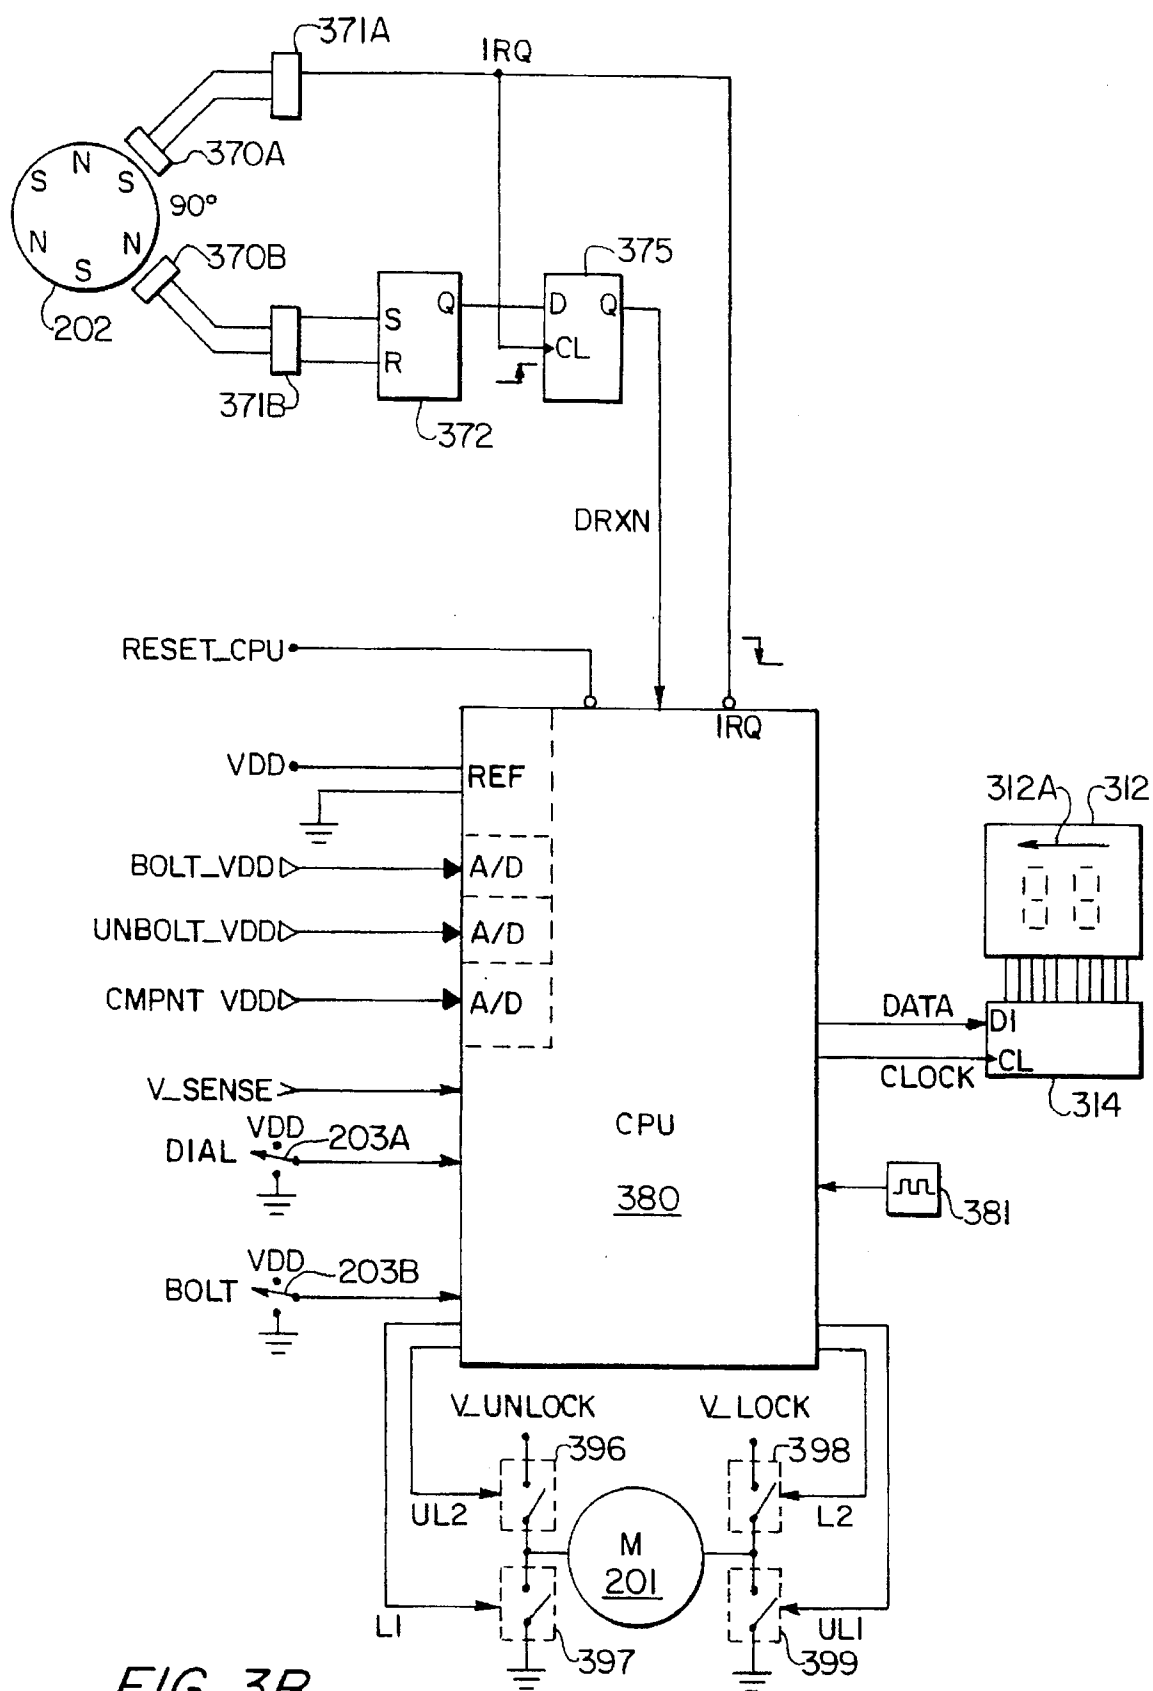 371A
IRQ
370A
N
S
S
90°
N
N
S
370B
202
375
S
Q
D
Q
R
CL
371B
372
DRXN
RESET_CPU
IRQ
VDD
REF
312A
312
BOLT_VDD
A/D
UNBOLT_VDD
A/D
CMPNT VDD
A/D
DATA
DI
CL
CLOCK
314
V_SENSE
CPU
380
VDD
203A
DIAL
381
VDD
203B
BOLT
V_UNLOCK
V_LOCK
396
398
UL2
L2
M
201
L1
UL1
397
399
FIG. 3B